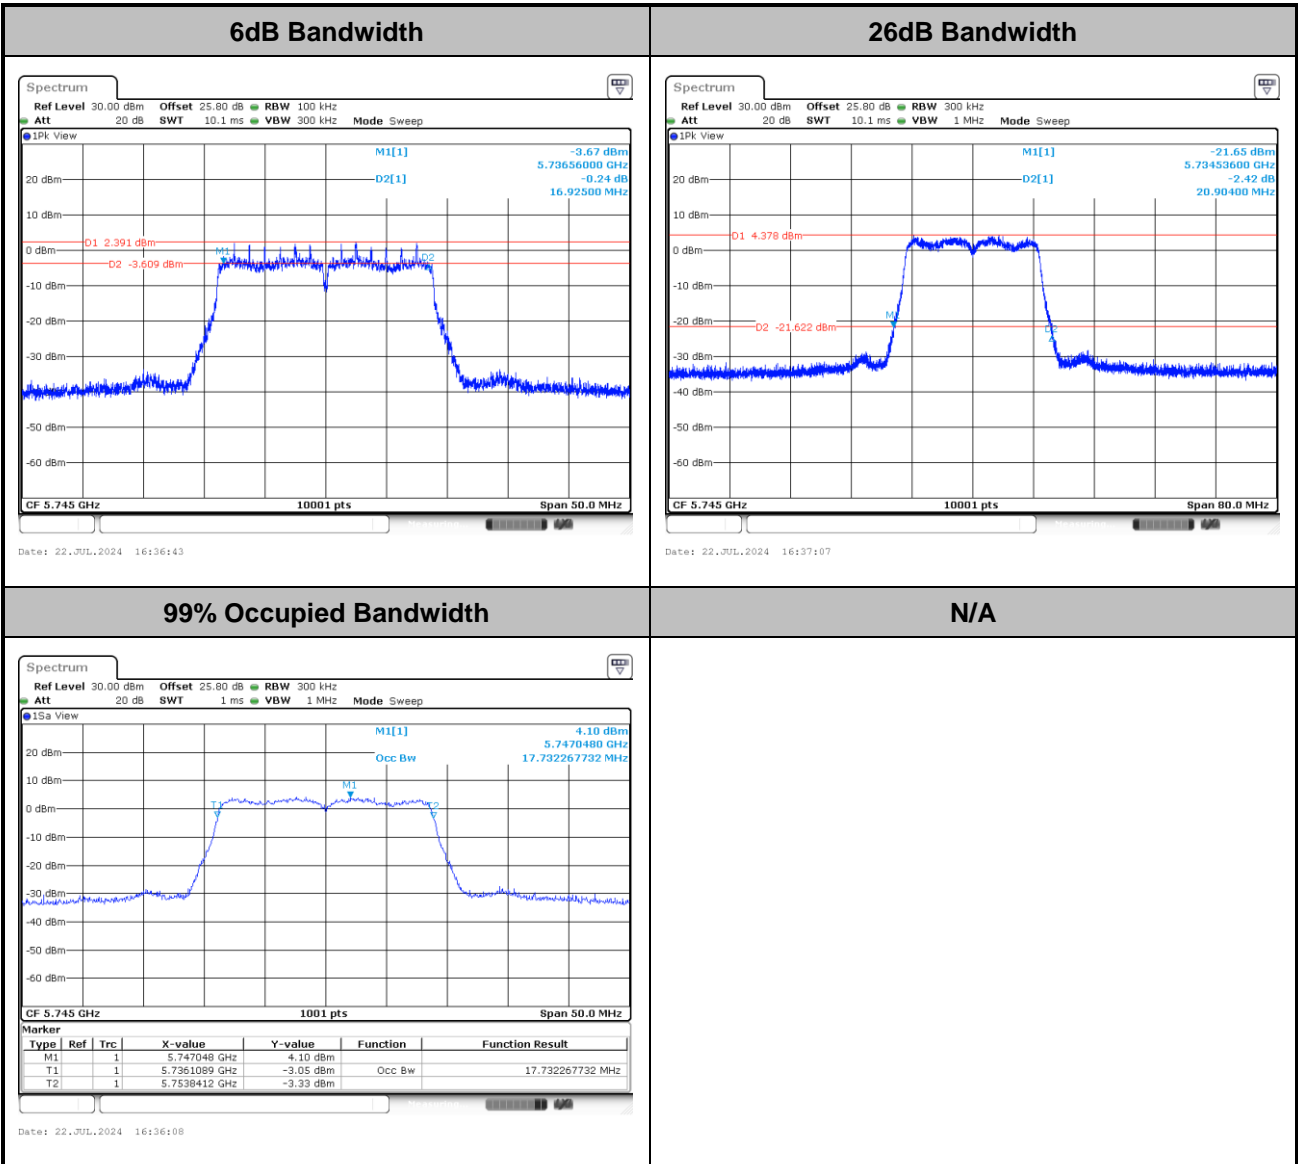 6dB Bandwidth
26dB Bandwidth
Spectrum
Ref Level 30.00 dBm Offset 25.80 dB RBW 100 kHz
Att 20 dB SWT 10.1 ms VBW 300 kHz Mode Sweep
1Pk View
M1[1] -3.67 dBm
5.73656000 GHz
D2[1] -0.24 dB
16.92500 MHz
20 dBm
10 dBm
D1 2.391 dBm
0 dBm
M1
D2
D2 -3.609 dBm
-10 dBm
-20 dBm
-30 dBm
-40 dBm
-50 dBm
-60 dBm
CF 5.745 GHz 10001 pts Span 50.0 MHz
Date: 22.JUL.2024 16:36:43
Spectrum
Ref Level 30.00 dBm Offset 25.80 dB RBW 300 kHz
Att 20 dB SWT 10.1 ms VBW 1 MHz Mode Sweep
1Pk View
M1[1] -21.65 dBm
5.73453600 GHz
D2[1] -2.42 dB
20.90400 MHz
20 dBm
10 dBm
D1 4.378 dBm
0 dBm
-10 dBm
-20 dBm
M1
D2 -21.622 dBm
D2
-30 dBm
-40 dBm
-50 dBm
-60 dBm
CF 5.745 GHz 10001 pts Span 80.0 MHz
Date: 22.JUL.2024 16:37:07
99% Occupied Bandwidth
N/A
Spectrum
Ref Level 30.00 dBm Offset 25.80 dB RBW 300 kHz
Att 20 dB SWT 1 ms VBW 1 MHz Mode Sweep
1Sa View
M1[1] 4.10 dBm
5.7470480 GHz
Occ Bw 17.732267732 MHz
20 dBm
10 dBm
M1
T1
T2
0 dBm
-10 dBm
-20 dBm
-30 dBm
-40 dBm
-50 dBm
-60 dBm
CF 5.745 GHz 1001 pts Span 50.0 MHz
Marker
Type Ref Trc X-value Y-value Function Function Result
M1 1 5.747048 GHz 4.10 dBm
T1 1 5.7361089 GHz -3.05 dBm Occ Bw 17.732267732 MHz
T2 1 5.7538412 GHz -3.33 dBm
Date: 22.JUL.2024 16:36:08